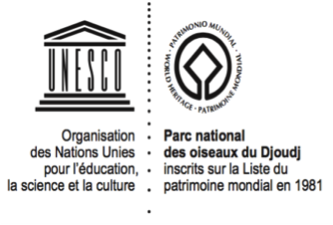 UNESCO
PATRIMONIO MUNDIAL • WORLD HERITAGE • PATRIMOINE MONDIAL •
Organisation
des Nations Unies
pour l'éducation,
la science et la culture
Parc national
des oiseaux du Djoudj
inscrits sur la Liste du
patrimoine mondial en 1981